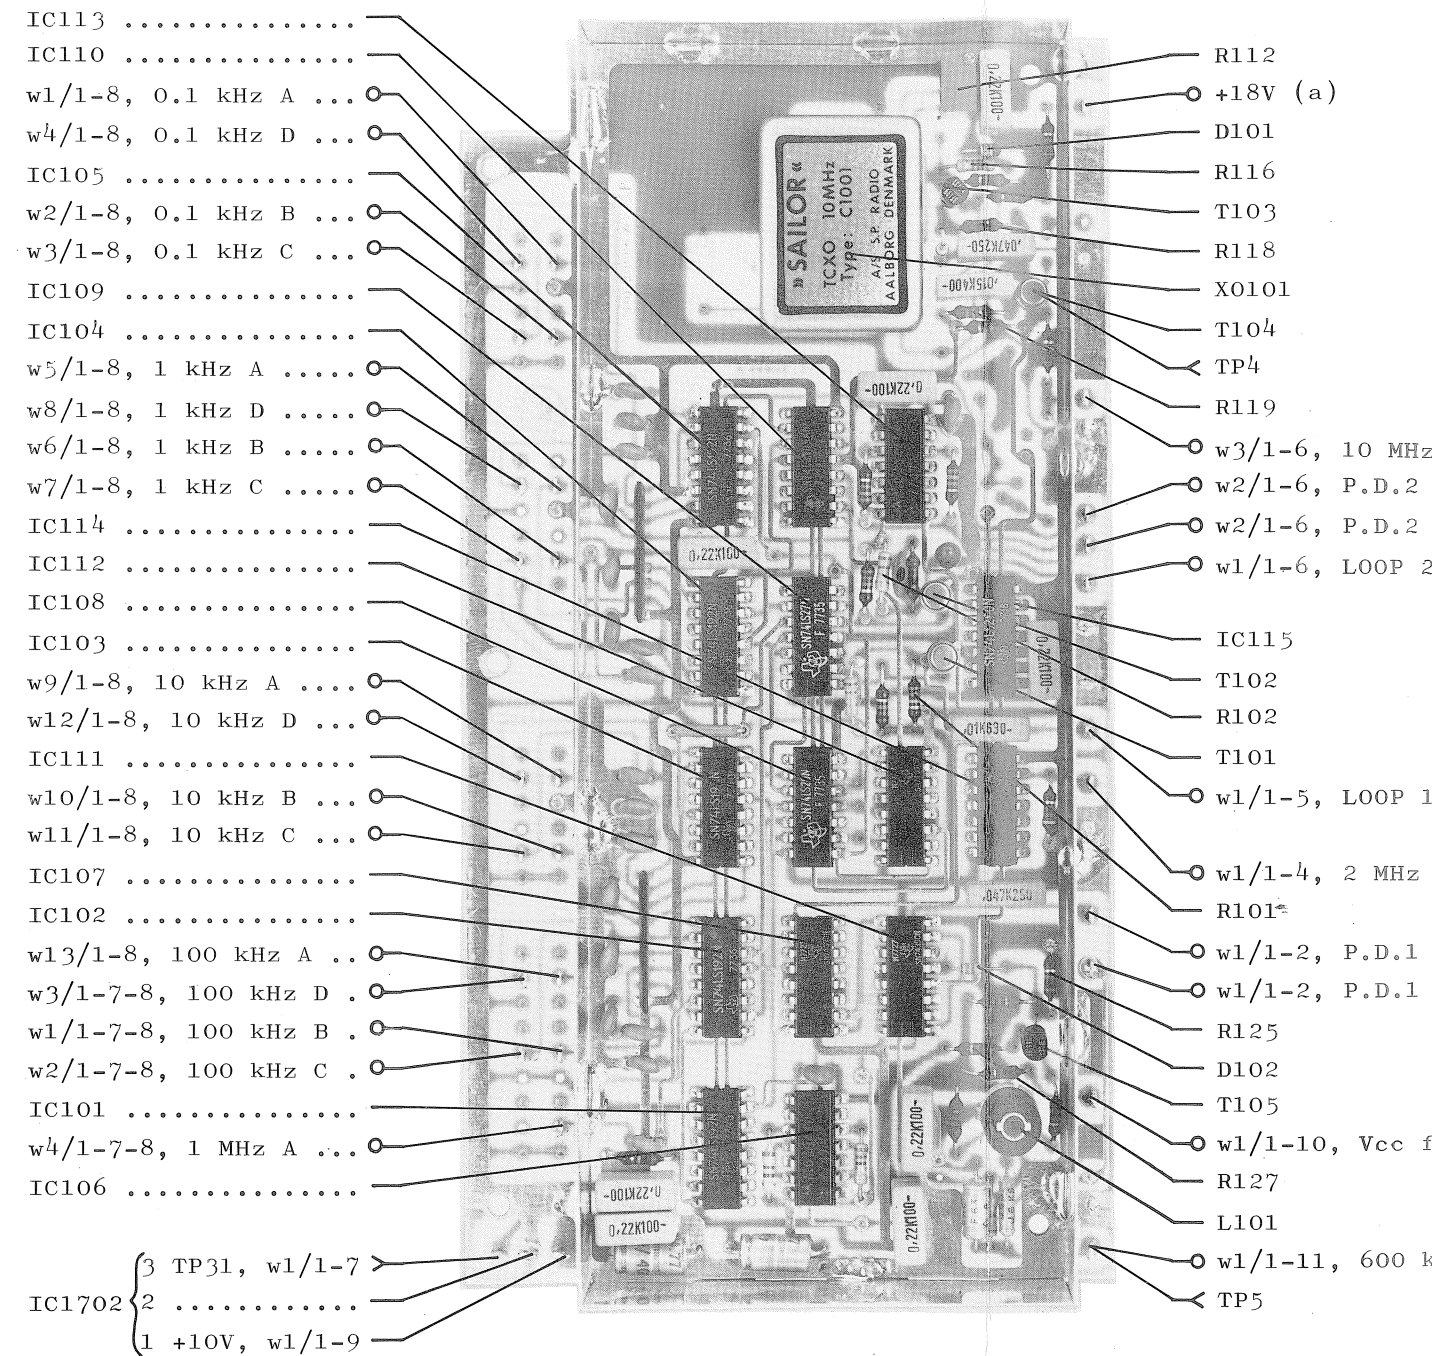 IC113 ..................
IC110 ..................
w1/1-8, 0.1 kHz A ...
w4/1-8, 0.1 kHz D ...
IC105 ..................
w2/1-8, 0.1 kHz B ...
w3/1-8, 0.1 kHz C ...
IC109 ..................
IC104 ..................
w5/1-8, 1 kHz A .....
w8/1-8, 1 kHz D .....
w6/1-8, 1 kHz B .....
w7/1-8, 1 kHz C .....
IC114 ..................
IC112 ..................
IC108 ..................
IC103 ..................
w9/1-8, 10 kHz A ....
w12/1-8, 10 kHz D ...
IC111 ..................
w10/1-8, 10 kHz B ...
w11/1-8, 10 kHz C ...
IC107 ..................
IC102 ..................
w13/1-8, 100 kHz A ..
w3/1-7-8, 100 kHz D .
w1/1-7-8, 100 kHz B .
w2/1-7-8, 100 kHz C .
IC101 ..................
w4/1-7-8, 1 MHz A ...
IC106 ..................
IC1702
3 TP31, w1/1-7
2 ............
1 +10V, w1/1-9
»SAILOR«
TCXO 10MHz
Type: C1001
A/S S.P. RADIO
AALBORG DENMARK
0,22K100-
,047K250-
,015K400-
0,22K100-
0,22K100-
SN74LS27N
F 7735
0,22K100-
,01K630-
,047K250
0,22K100-
0,22K100-
0,22K100-
0,22K100-
R112
+18V (a)
D101
R116
T103
R118
XO101
T104
TP4
R119
w3/1-6, 10 MHz
w2/1-6, P.D.2
w2/1-6, P.D.2
w1/1-6, LOOP 2
IC115
T102
R102
T101
w1/1-5, LOOP 1
w1/1-4, 2 MHz
R101
w1/1-2, P.D.1
w1/1-2, P.D.1
R125
D102
T105
w1/1-10, Vcc f
R127
L101
w1/1-11, 600 k
TP5